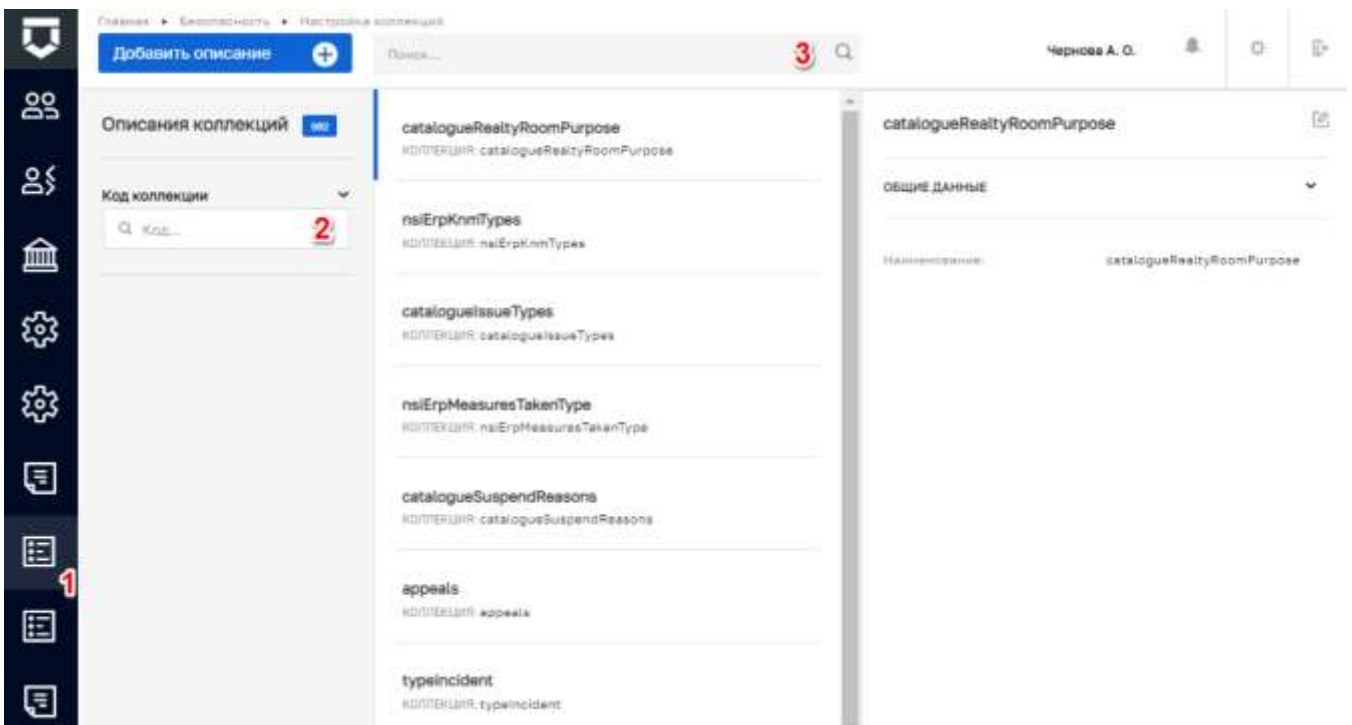 Главная ▸ Безопасность ▸ Настройка коллекций
Добавить описание
Поиск...
3
Чернова А. О.
Описания коллекций
Код коллекции
Код...
2
1
catalogueRealtyRoomPurpose
КОЛЛЕКЦИЯ: catalogueRealtyRoomPurpose
nsiErpKnmTypes
КОЛЛЕКЦИЯ: nsiErpKnmTypes
catalogueIssueTypes
КОЛЛЕКЦИЯ: catalogueIssueTypes
nsiErpMeasuresTakenType
КОЛЛЕКЦИЯ: nsiErpMeasuresTakenType
catalogueSuspendReasons
КОЛЛЕКЦИЯ: catalogueSuspendReasons
appeals
КОЛЛЕКЦИЯ: appeals
typeIncident
КОЛЛЕКЦИЯ: typeIncident
catalogueRealtyRoomPurpose
ОБЩИЕ ДАННЫЕ
Наименование: catalogueRealtyRoomPurpose